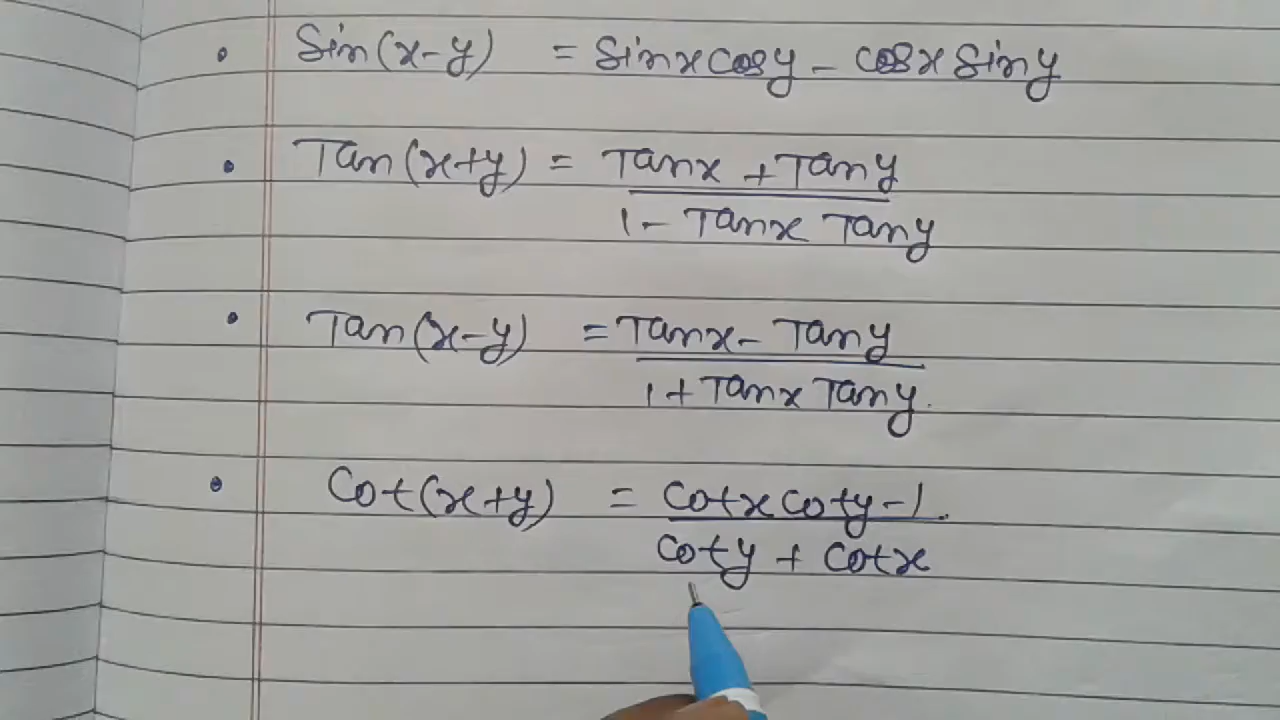 • Sin(x-y) = Sinx cosy - cosx Siny
• Tan(x+y) = Tanx + Tany
1 - Tanx Tany
• Tan(x-y) = Tanx - Tany
1 + Tanx Tany.
• Cot(x+y) = Cotx Coty - 1.
Coty + Cotx